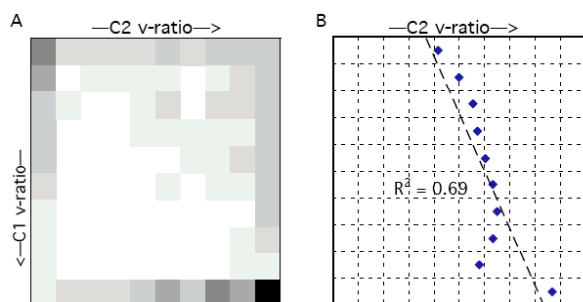 A
—C2 v-ratio—>
<—C1 v-ratio—
B
—C2 v-ratio—>
R² = 0.69